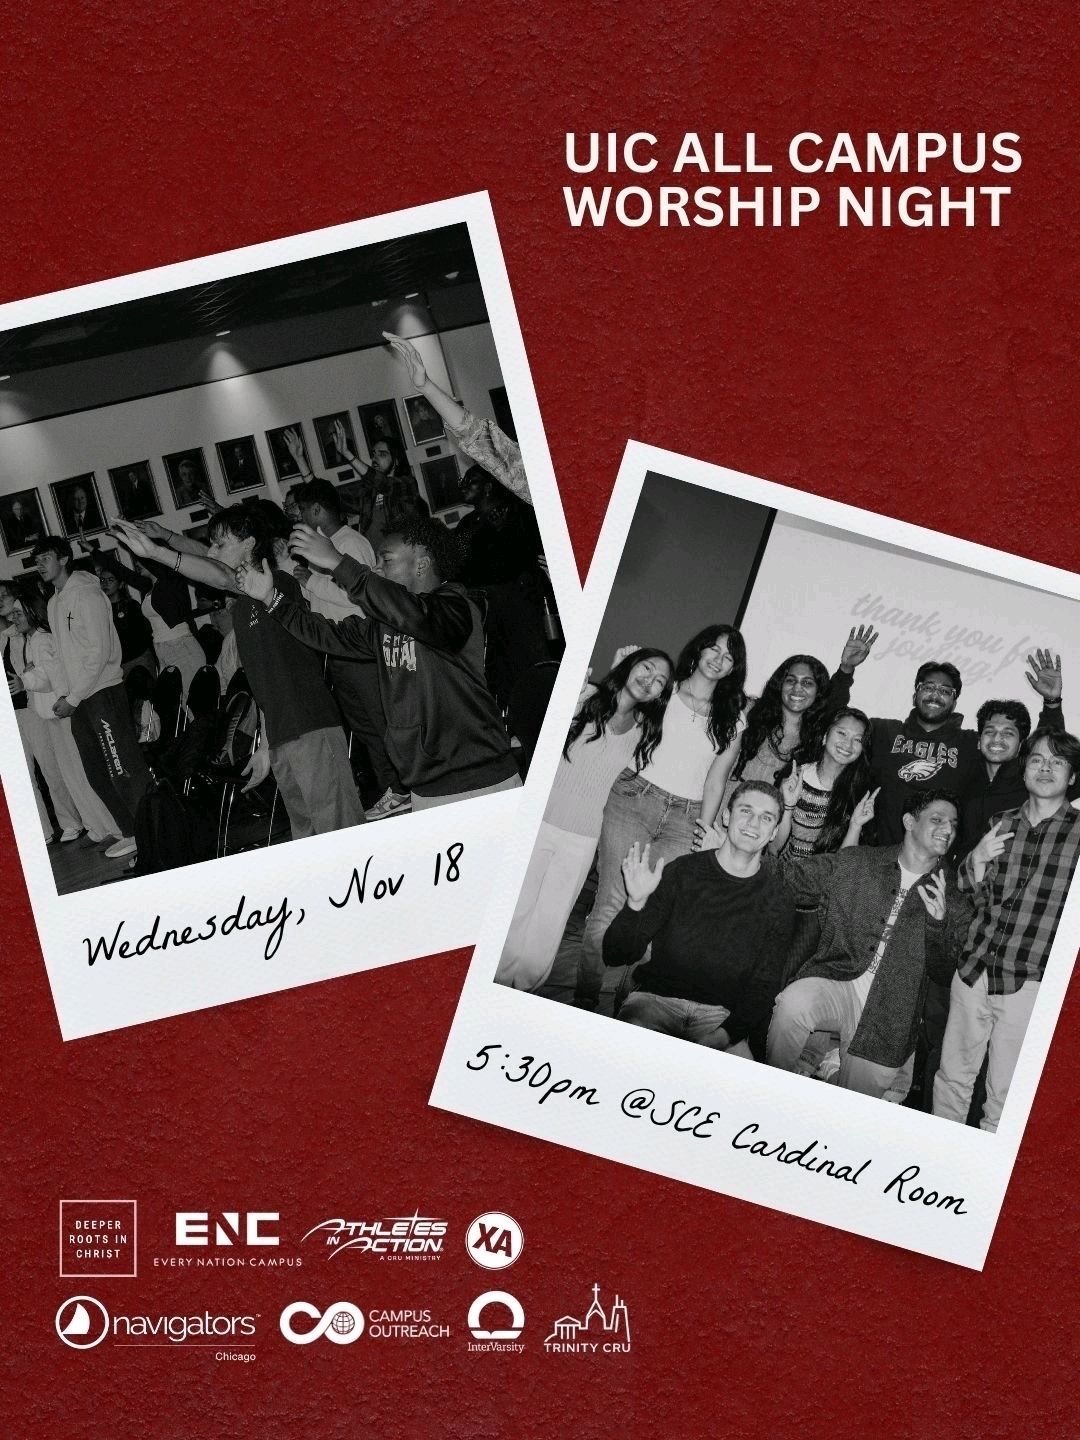 UIC ALL CAMPUS
WORSHIP NIGHT
thank you for
joining!
McLaren
EAGLES
Wednesday, Nov 18
5:30pm @SCE Cardinal Room
DEEPER
ROOTS IN
CHRIST
ENC
EVERY NATION CAMPUS
ATHLETES
IN ACTION
A CRU MINISTRY
XA
navigators™
Chicago
CAMPUS
OUTREACH
InterVarsity
TRINITY CRU